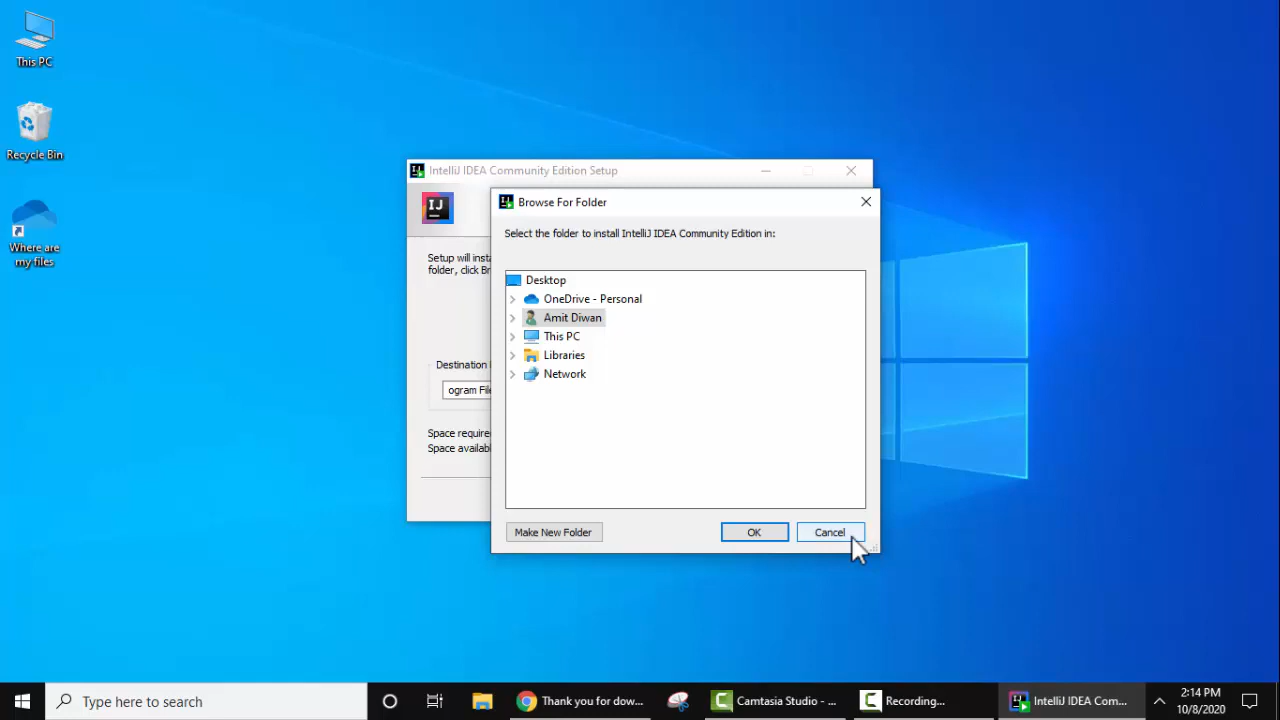 This PC
Recycle Bin
Where are
my files
IntelliJ IDEA Community Edition Setup
IJ
Browse For Folder
Select the folder to install IntelliJ IDEA Community Edition in:
Setup will insta
folder, click Br
Desktop
OneDrive - Personal
Amit Diwan
This PC
Libraries
Network
Destination
ogram File
Space require
Space availab
Make New Folder
OK
Cancel
Type here to search
Thank you for dow...
Camtasia Studio - ...
Recording...
IntelliJ IDEA Com...
2:14 PM
10/8/2020